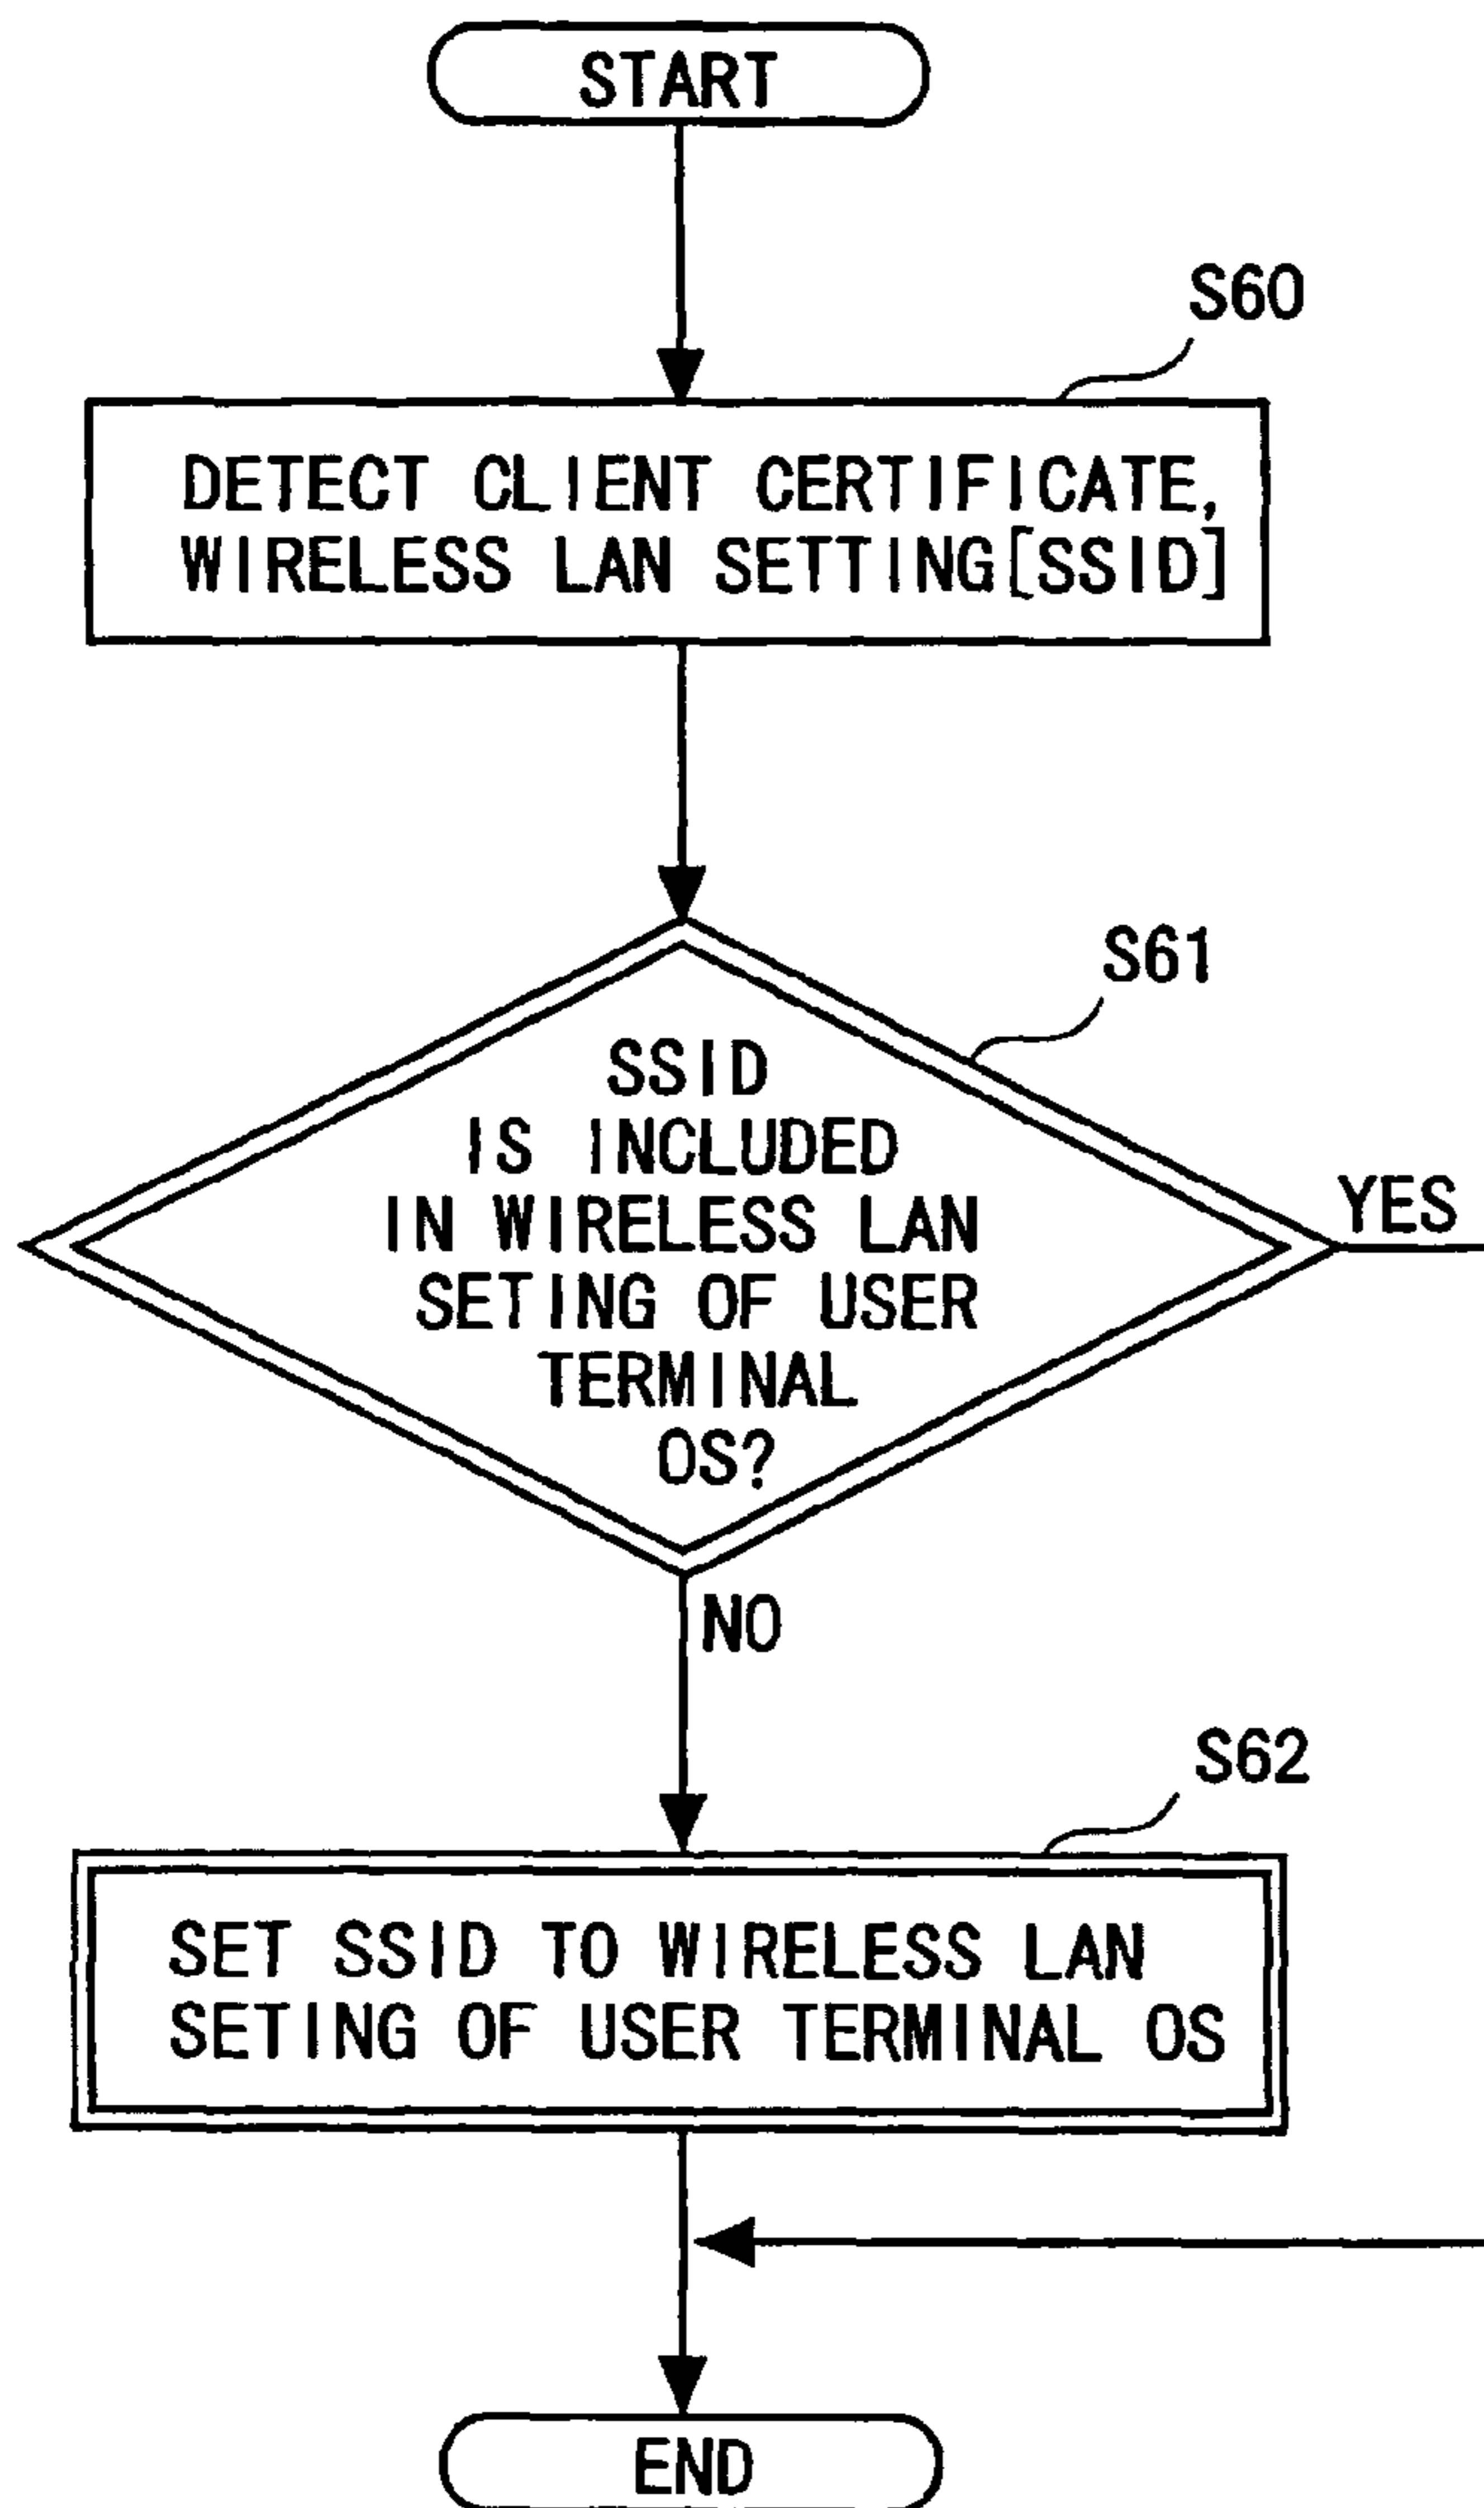 START
S60
DETECT CLIENT CERTIFICATE,
WIRELESS LAN SETTING[SSID]
S61
SSID
IS INCLUDED
IN WIRELESS LAN
SETING OF USER
TERMINAL
OS?
YES
NO
S62
SET SSID TO WIRELESS LAN
SETING OF USER TERMINAL OS
END